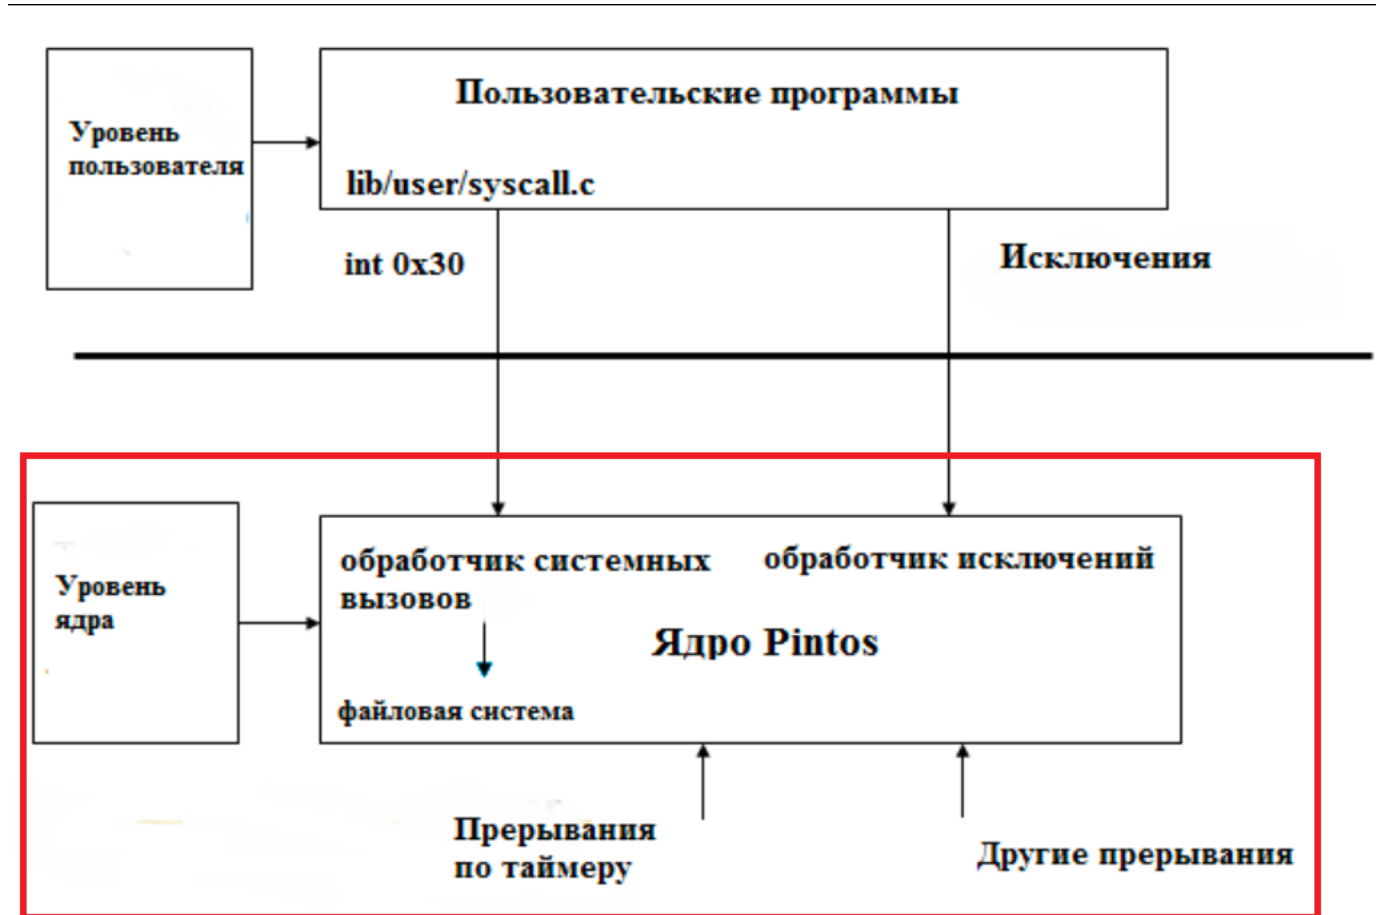 Пользовательские программы
Уровень
пользователя
lib/user/syscall.c
int 0x30
Исключения
обработчик системных
вызовов
обработчик исключений
Уровень
ядра
Ядро Pintos
файловая система
Прерывания
по таймеру
Другие прерывания